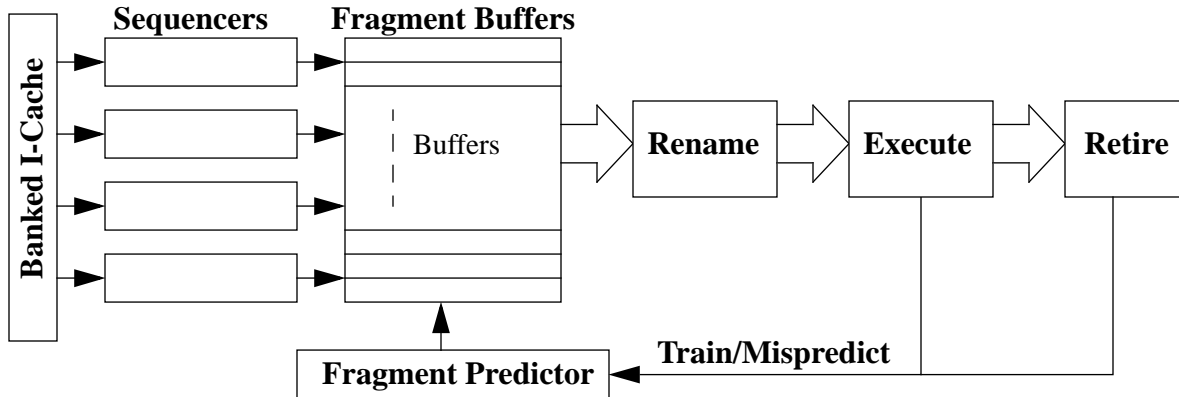 Sequencers
Fragment Buffers
Banked I-Cache
Buffers
Rename
Execute
Retire
Train/Mispredict
Fragment Predictor